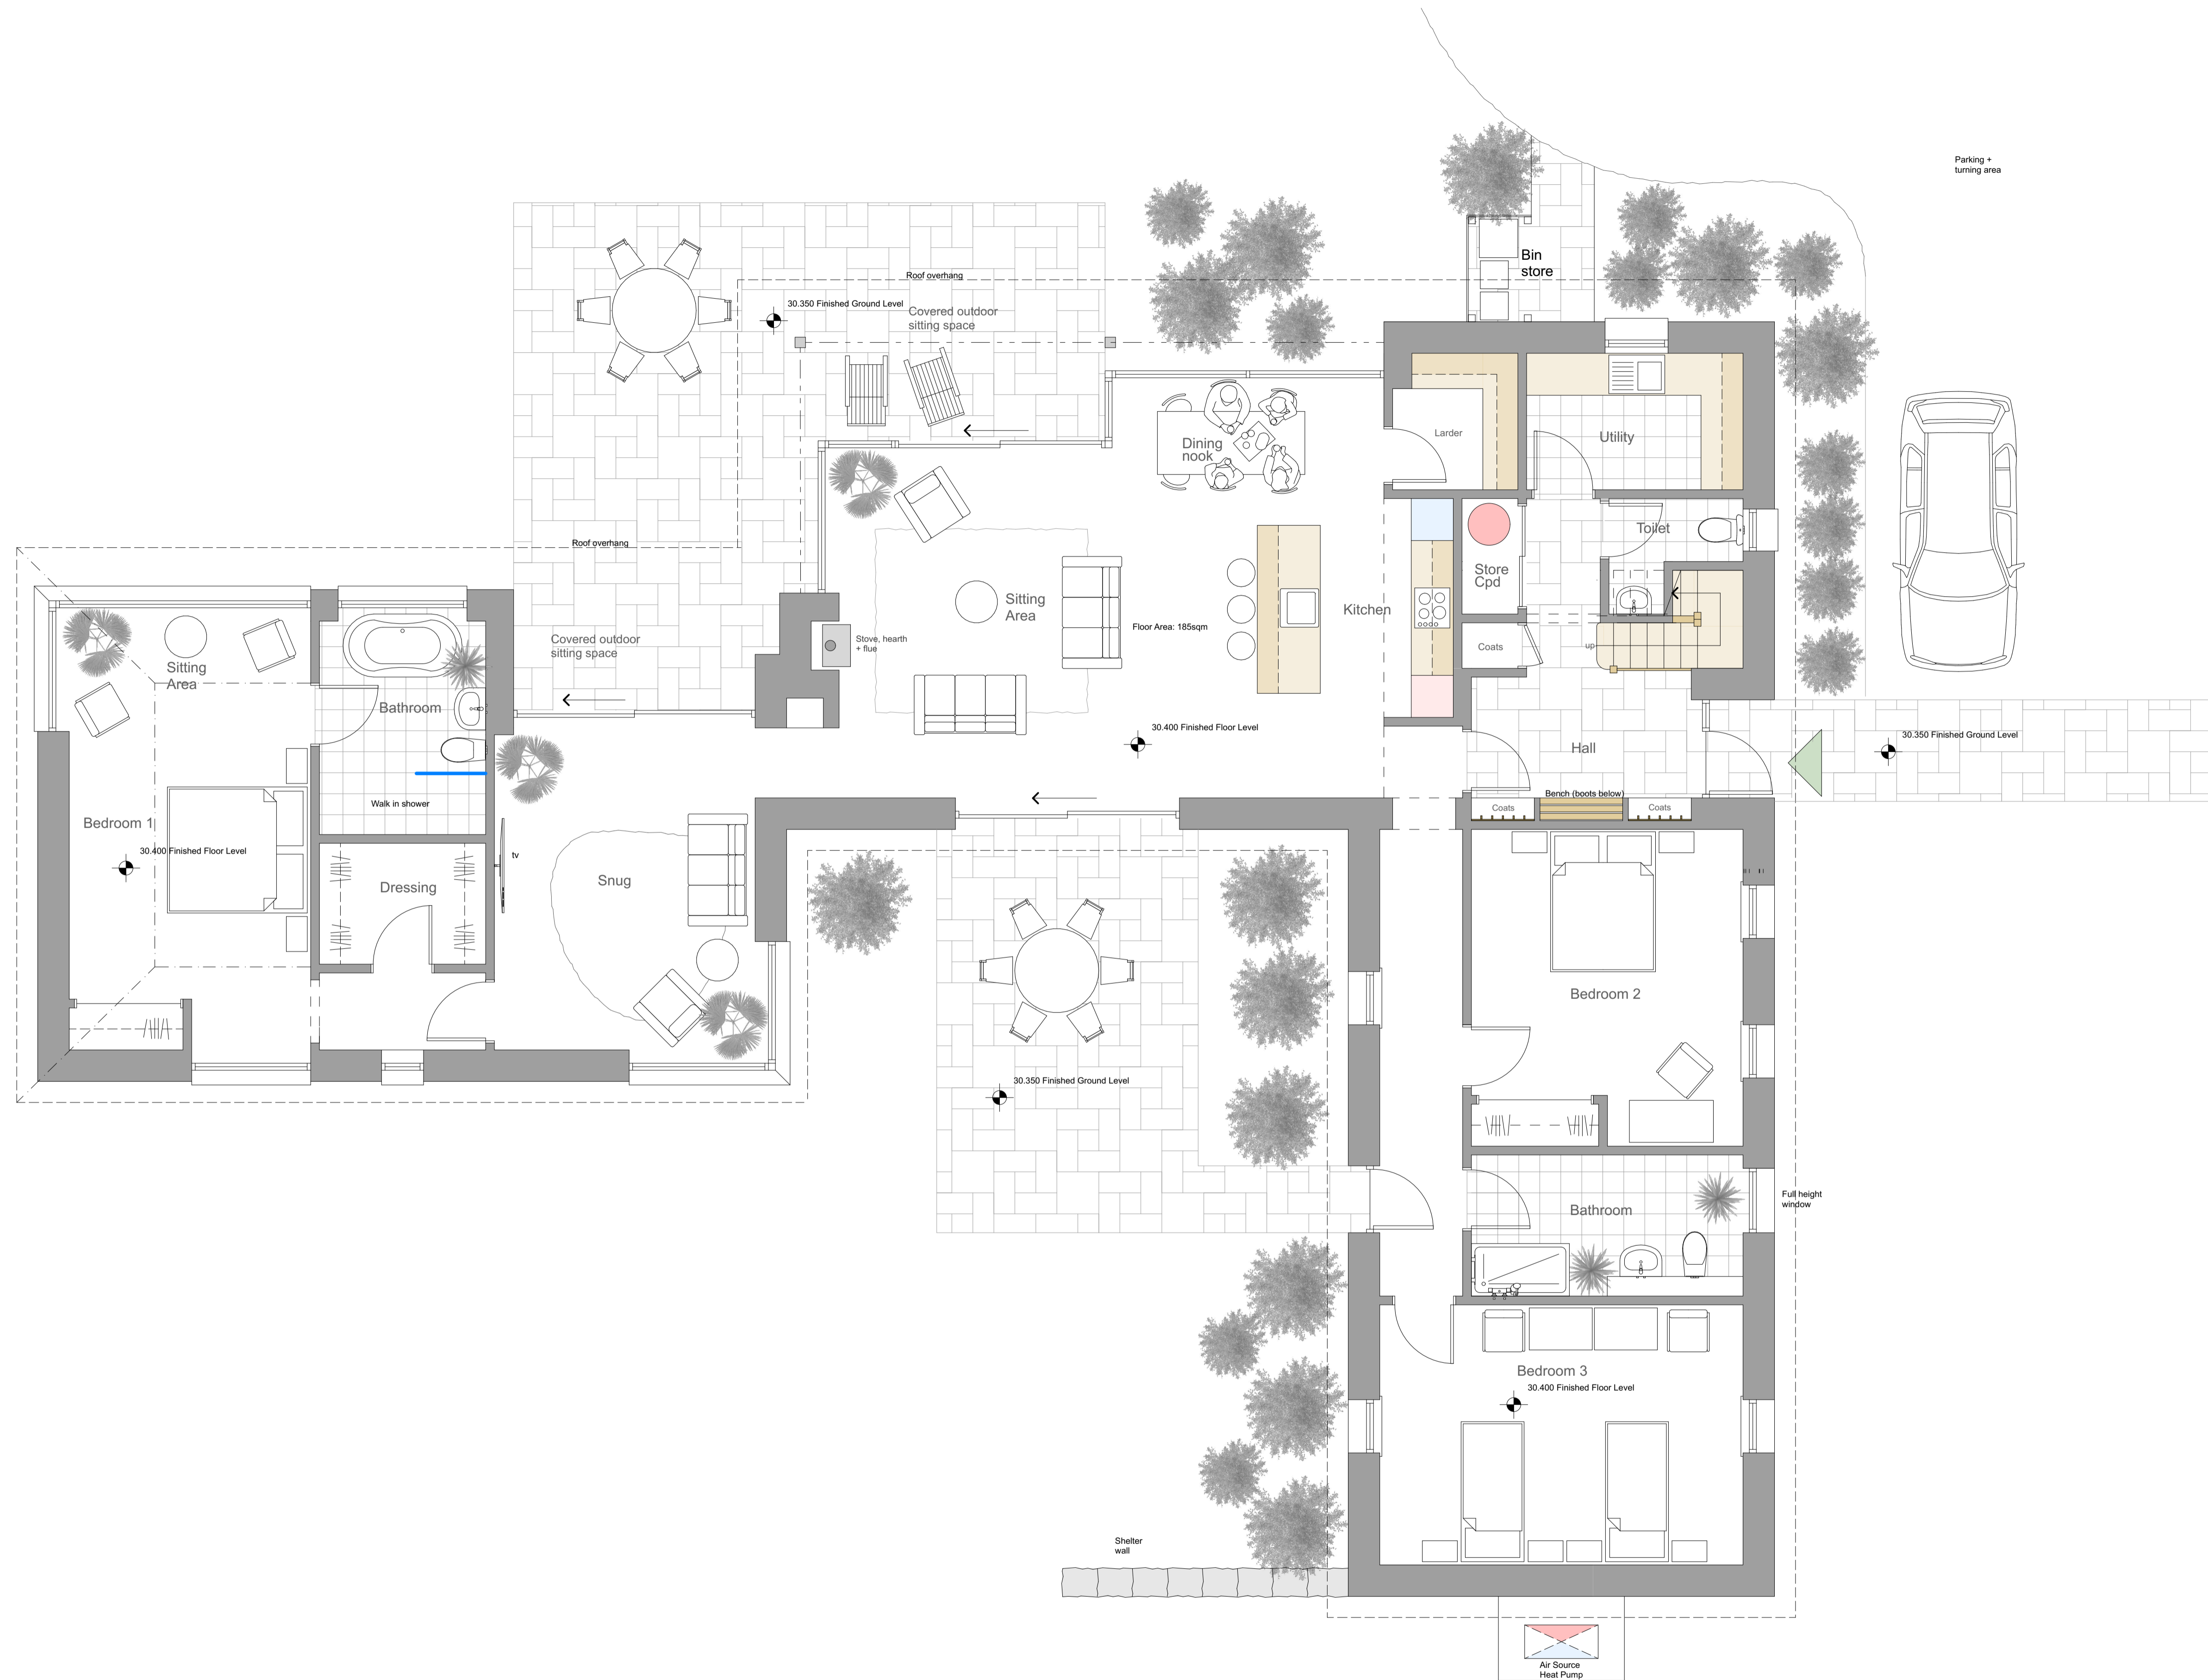 Parking +
turning area
Bin
store
Roof overhang
30.350 Finished Ground Level
Covered outdoor
sitting space
Larder
Utility
Dining
nook
Toilet
Roof overhang
Store
Cpd
Sitting
Area
Kitchen
Floor Area: 185sqm
Covered outdoor
sitting space
Stove, hearth
+ flue
Coats
up
Sitting
Area
Bathroom
30.400 Finished Floor Level
Hall
30.350 Finished Ground Level
Walk in shower
Bench (boots below)
Coats
Coats
Bedroom 1
30.400 Finished Floor Level
tv
Dressing
Snug
Bedroom 2
30.350 Finished Ground Level
Full height
window
Bathroom
Bedroom 3
30.400 Finished Floor Level
Shelter
wall
Air Source
Heat Pump